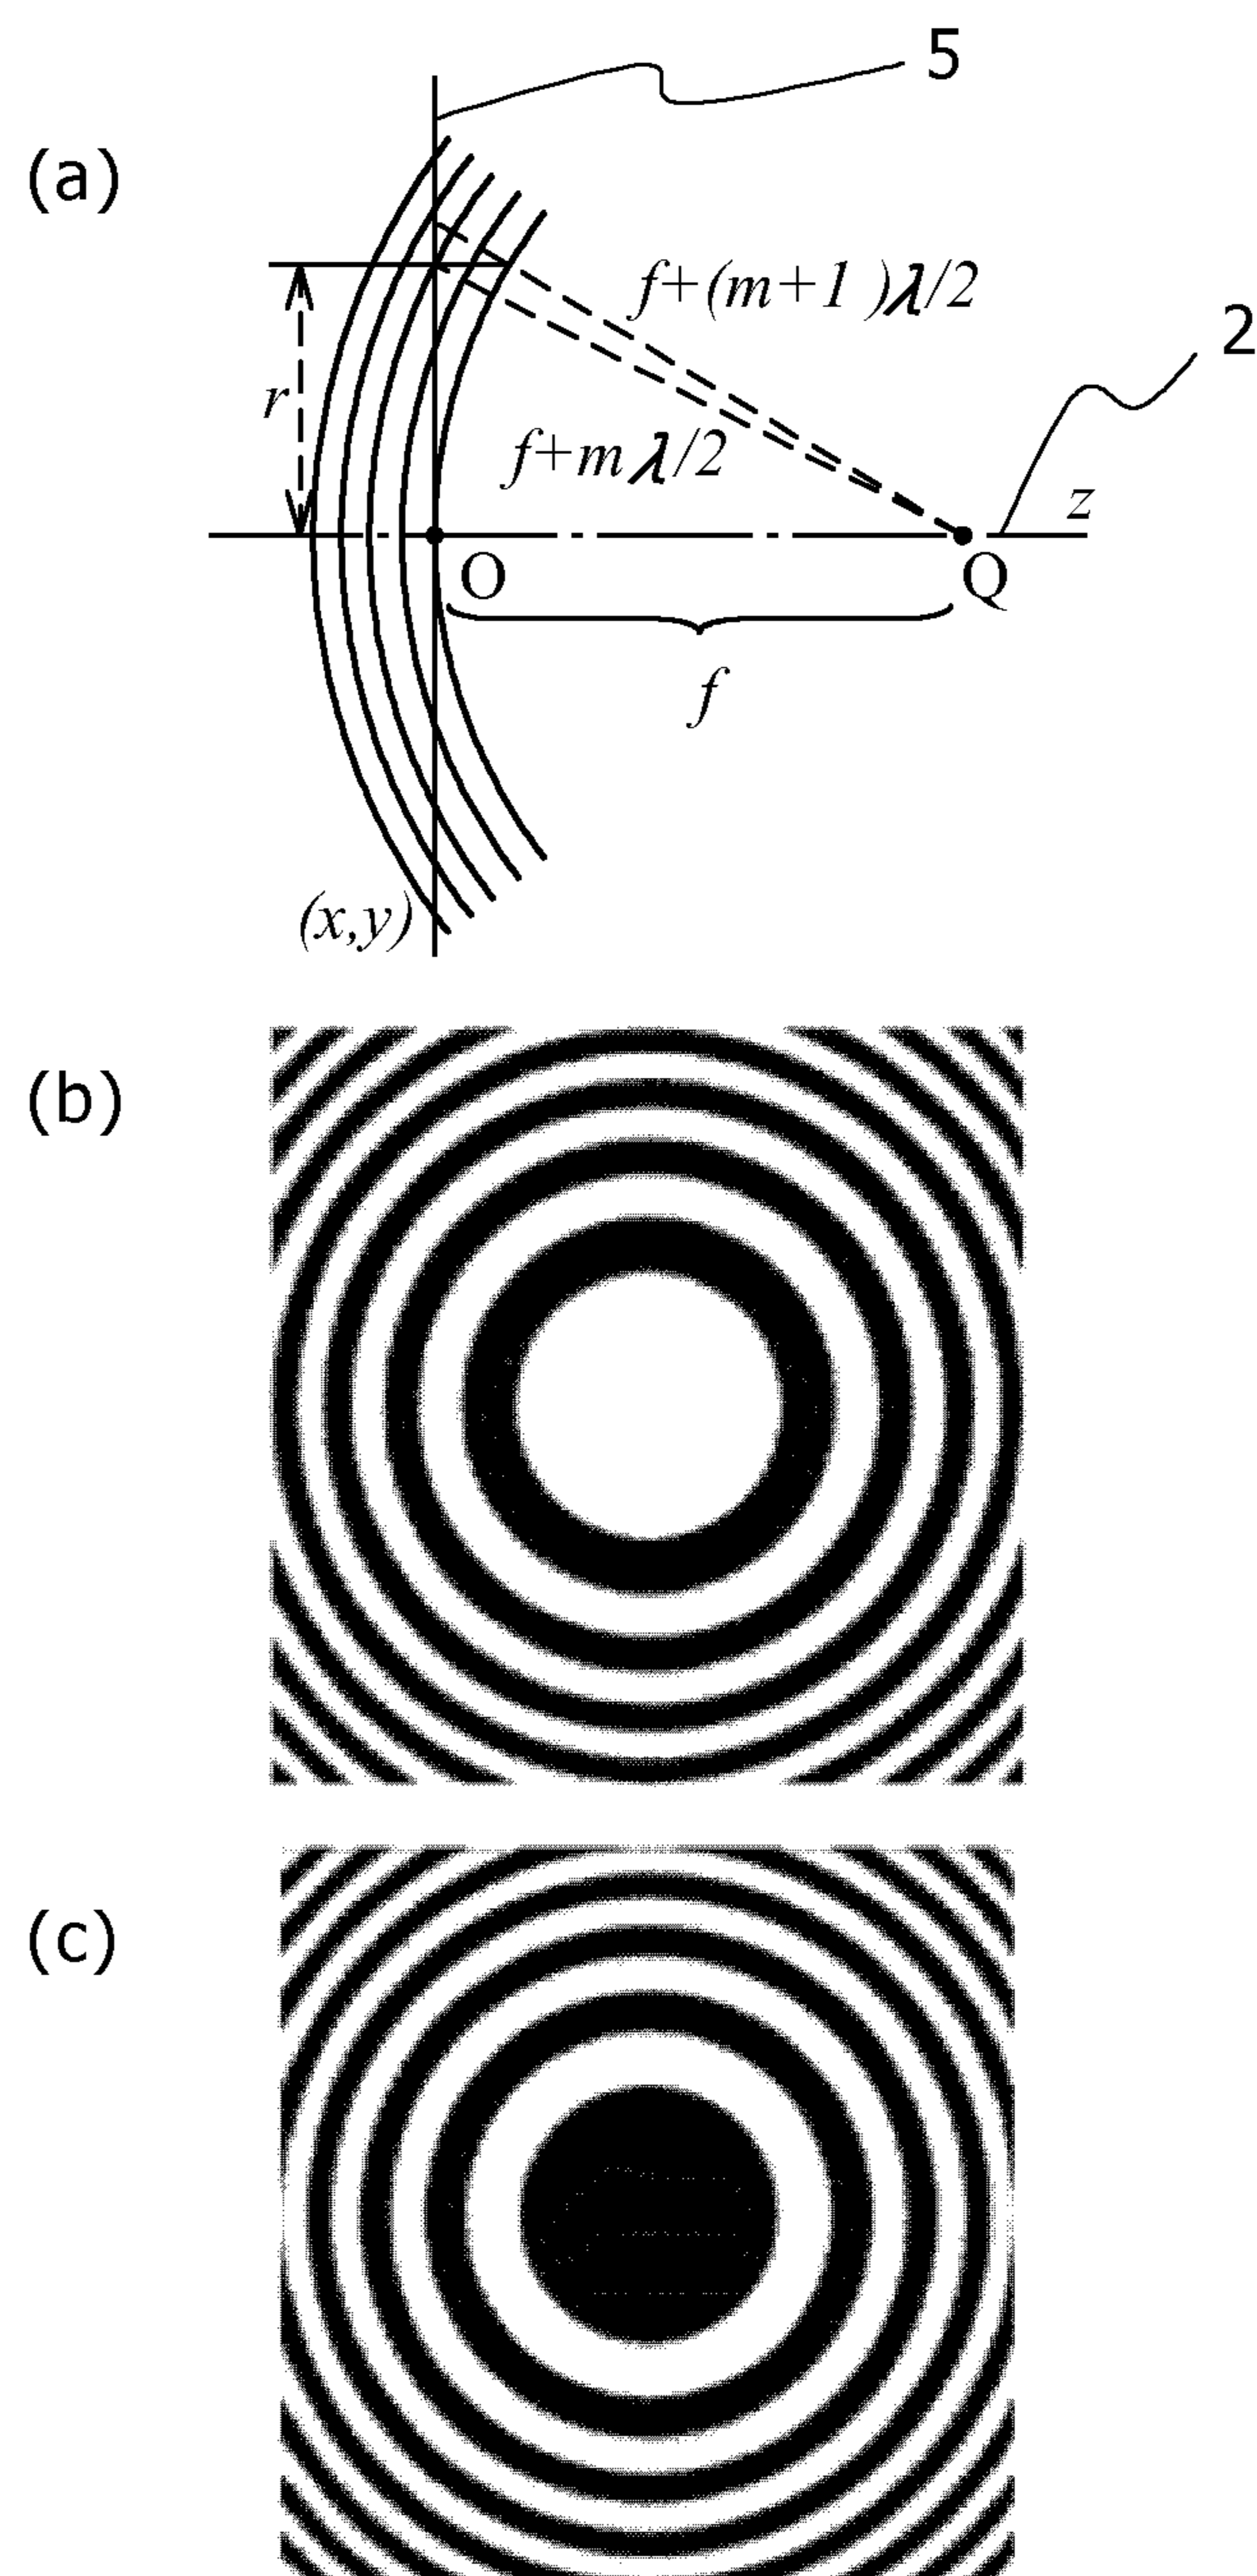 5
(a)
f+(m+1 )λ/2
2
r
f+mλ/2
z
O
Q
f
(x,y)
(b)
(c)